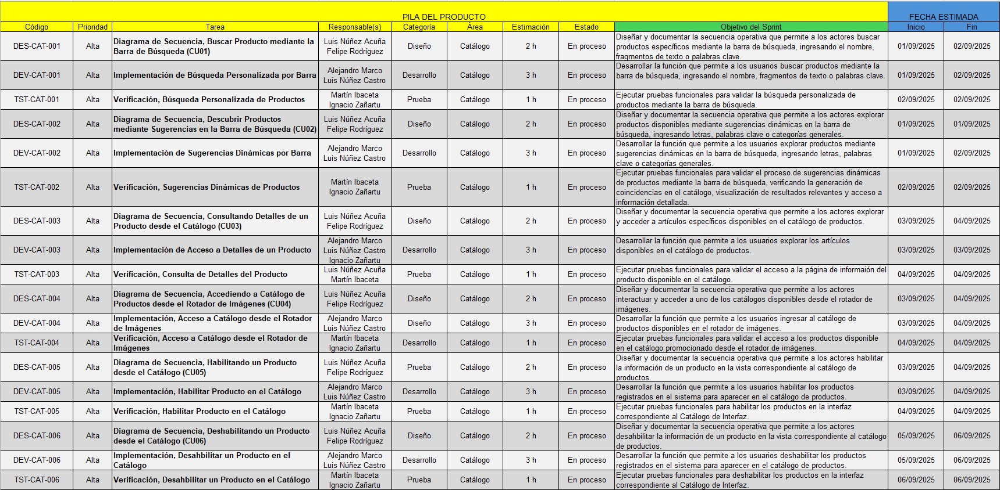 PILA DEL PRODUCTO FECHA ESTIMADA
Código Prioridad Tarea Responsable(s) Categoría Área Estimación Estado Objetivo del Sprint Inicio Fin
DES-CAT-001 Alta Diagrama de Secuencia, Buscar Producto mediante la
Barra de Búsqueda (CU01) Luis Núñez Acuña
Felipe Rodríguez Diseño Catálogo 2 h En proceso Diseñar y documentar la secuencia operativa que permite a los actores buscar
productos específicos mediante la barra de búsqueda, ingresando el nombre,
fragmentos de texto o palabras clave. 01/09/2025 02/09/2025
DEV-CAT-001 Alta Implementación de Búsqueda Personalizada por Barra Alejandro Marco
Luis Núñez Castro Desarrollo Catálogo 3 h En proceso Desarrollar la función que permite a los usuarios buscar productos mediante la
barra de búsqueda, ingresando el nombre, fragmentos de texto o palabras clave. 01/09/2025 02/09/2025
TST-CAT-001 Alta Verificación, Búsqueda Personalizada de Productos Martín Ibaceta
Ignacio Zañartu Prueba Catálogo 1 h En proceso Ejecutar pruebas funcionales para validar la búsqueda personalizada de
productos mediante la barra de búsqueda. 02/09/2025 02/09/2025
DES-CAT-002 Alta Diagrama de Secuencia, Descubrir Productos
mediante Sugerencias en la Barra de Búsqueda (CU02) Luis Núñez Acuña
Felipe Rodríguez Diseño Catálogo 2 h En proceso Diseñar y documentar la secuencia operativa que permite a los actores explorar
productos disponibles mediante sugerencias dinámicas en la barra de
búsqueda, ingresando letras, palabras clave o categorías generales. 01/09/2025 01/09/2025
DEV-CAT-002 Alta Implementación de Sugerencias Dinámicas por Barra Alejandro Marco
Luis Núñez Castro Desarrollo Catálogo 3 h En proceso Desarrollar la función que permite a los usuarios explorar productos mediante
sugerencias dinámicas en la barra de búsqueda, ingresando letras, palabras
clave o categorías generales. 01/09/2025 02/09/2025
TST-CAT-002 Alta Verificación, Sugerencias Dinámicas de Productos Martín Ibaceta
Ignacio Zañartu Prueba Catálogo 1 h En proceso Ejecutar pruebas funcionales para validar el proceso de sugerencias dinámicas
de productos mediante la barra de búsqueda, verificando la generación de
coincidencias en el catálogo, visualización de resultados relevantes y acceso a
información detallada. 02/09/2025 02/09/2025
DES-CAT-003 Alta Diagrama de Secuencia, Consultando Detalles de un
Producto desde el Catálogo (CU03) Luis Núñez Acuña
Felipe Rodríguez Diseño Catálogo 2 h En proceso Diseñar y documentar la secuencia operativa que permite a los actores explorar
y acceder a artículos específicos disponibles en el catálogo de productos. 03/09/2025 04/09/2025
DEV-CAT-003 Alta Implementación de Acceso a Detalles de un Producto Alejandro Marco
Luis Núñez Castro
Ignacio Zañartu Desarrollo Catálogo 3 h En proceso Desarrollar la función que permite a los usuarios explorar los artículos
disponibles en el catálogo de productos. 03/09/2025 03/09/2025
TST-CAT-003 Alta Verificación, Consulta de Detalles del Producto Luis Núñez Acuña
Martín Ibaceta Prueba Catálogo 1 h En proceso Ejecutar pruebas funcionales para validar el acceso a la página de informaión del
producto disponible en el catálogo. 04/09/2025 04/09/2025
DES-CAT-004 Alta Diagrama de Secuencia, Accediendo a Catálogo de
Productos desde el Rotador de Imágenes (CU04) Luis Núñez Acuña
Felipe Rodríguez Diseño Catálogo 2 h En proceso Diseñar y documentar la secuencia operativa que permite a los actores
interactuar y acceder a uno de los catálogos disponibles desde el rotador de
imágenes. 03/09/2025 04/09/2025
DEV-CAT-004 Alta Implementación, Acceso a Catálogo desde el Rotador
de Imágenes Alejandro Marco
Luis Núñez Castro Diseño Catálogo 3 h En proceso Desarrollar la función que permite a los usuarios ingresar al catálogo de
productos disponibles en el rotador de imágenes. 03/09/2025 04/09/2025
TST-CAT-004 Alta Verificación, Acceso a Catálogo desde el Rotador de
Imágenes Martín Ibaceta
Ignacio Zañartu Desarrollo Catálogo 1 h En proceso Ejecutar pruebas funcionales para validar el acceso a los productos disponible
en el catálogo promocionado desde el rotador de imágenes. 04/09/2025 04/09/2025
DES-CAT-005 Alta Diagrama de Secuencia, Habilitando un Producto
desde el Catálogo (CU05) Luis Núñez Acuña
Felipe Rodríguez Prueba Catálogo 2 h En proceso Diseñar y documentar la secuencia operativa que permite a los actores habilitar
la información de un producto en la vista correspondiente al catálogo de
productos. 03/09/2025 04/09/2025
DEV-CAT-005 Alta Implementación, Habilitar Producto en el Catálogo Alejandro Marco
Luis Núñez Castro Desarrollo Catálogo 3 h En proceso Desarrollar la función que permite a los usuarios habilitar los productos
registrados en el sistema para aparecer en el catálogo de productos. 03/09/2025 04/09/2025
TST-CAT-005 Alta Verificación, Habilitar Producto en el Catálogo Martín Ibaceta
Ignacio Zañartu Prueba Catálogo 1 h En proceso Ejecutar pruebas funcionales para habilitar los productos en la interfaz
correspondiente al Catálogo de Interfaz. 04/09/2025 04/09/2025
DES-CAT-006 Alta Diagrama de Secuencia, Deshabilitando un Producto
desde el Catálogo (CU06) Luis Núñez Acuña
Felipe Rodríguez Diseño Catálogo 2 h En proceso Diseñar y documentar la secuencia operativa que permite a los actores
desahbilitar la información de un producto en la vista correspondiente al catálogo
de productos. 05/09/2025 06/09/2025
DEV-CAT-006 Alta Implementación, Desahbilitar un Producto en el
Catálogo Alejandro Marco
Luis Núñez Castro Desarrollo Catálogo 3 h En proceso Desarrollar la función que permite a los usuarios deshabilitar los productos
registrados en el sistema para aparecer en el catálogo de productos. 05/09/2025 06/09/2025
TST-CAT-006 Alta Verificación, Desahbilitar un Producto en el Catálogo Martín Ibaceta
Ignacio Zañartu Prueba Catálogo 1 h En proceso Ejecutar pruebas funcionales para deshabilitar los productos en la interfaz
correspondiente al Catálogo de Interfaz. 06/09/2025 06/09/2025